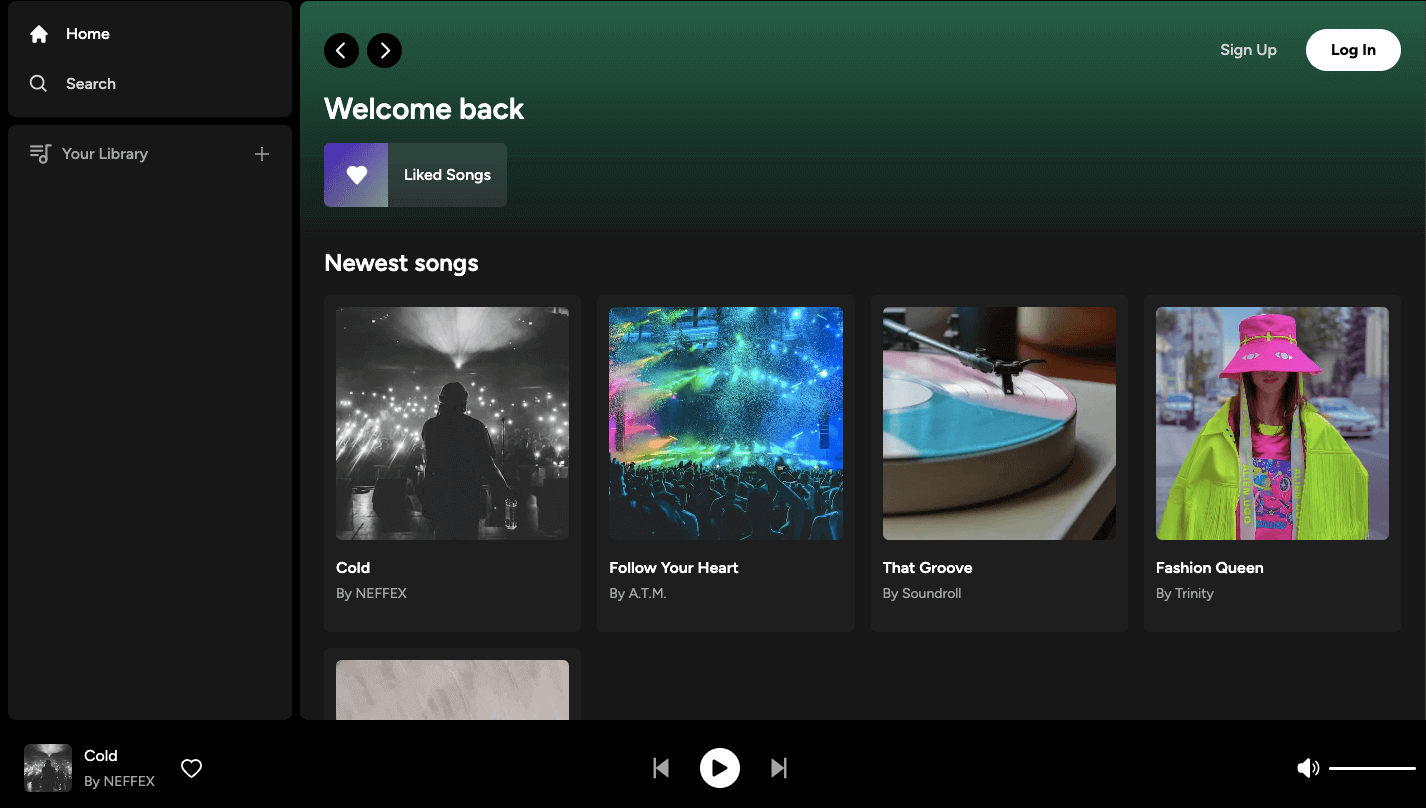 Home
Search
Your Library
Sign Up
Log In
Welcome back
Liked Songs
Newest songs
Cold
By NEFFEX
Follow Your Heart
By A.T.M.
That Groove
By Soundroll
Fashion Queen
By Trinity
Cold
By NEFFEX